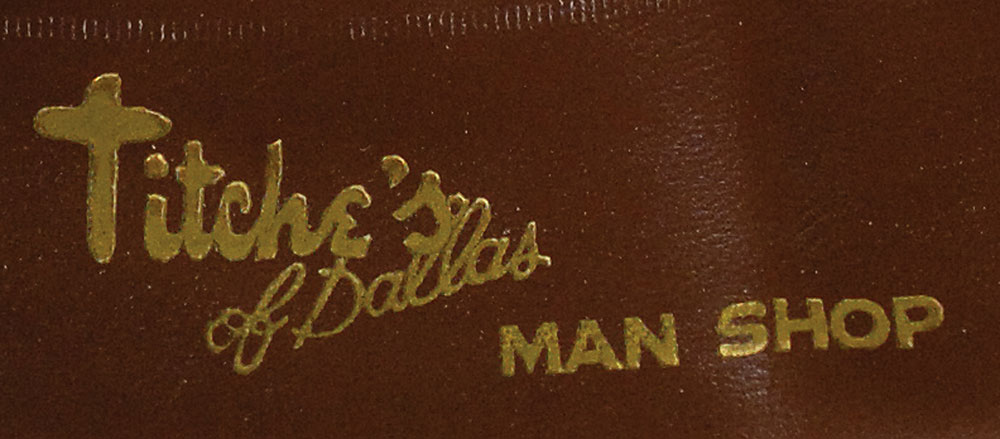 Titche's
of Dallas
MAN SHOP